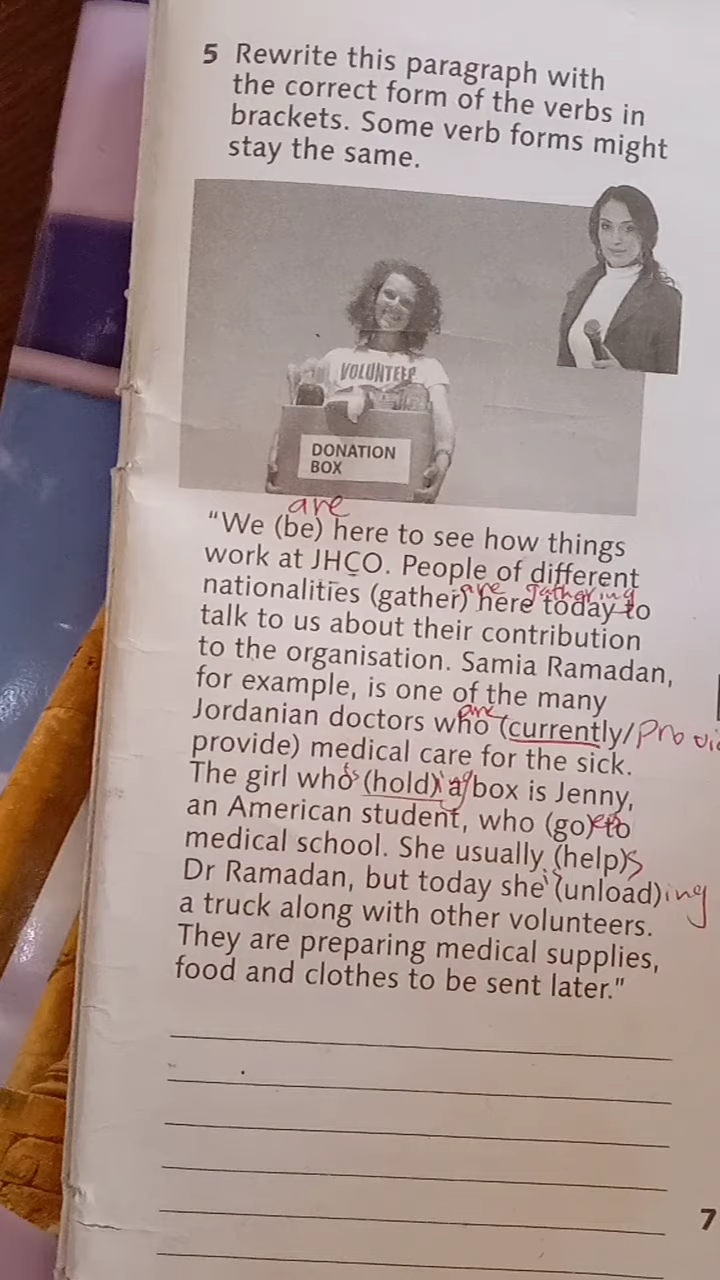 5 Rewrite this paragraph with
the correct form of the verbs in
brackets. Some verb forms might
stay the same.
VOLUNTEER
DONATION
BOX
are
"We (be) here to see how things
work at JHCO. People of different
are gathering
nationalities (gather) here today to
talk to us about their contribution
to the organisation. Samia Ramadan,
for example, is one of the many
are
Jordanian doctors who (currently/
provide) medical care for the sick.
The girl who (hold) a box is Jenny,
an American student, who (go) to
medical school. She usually (help)s
is
Dr Ramadan, but today she (unload)ing
a truck along with other volunteers.
They are preparing medical supplies,
food and clothes to be sent later."
7